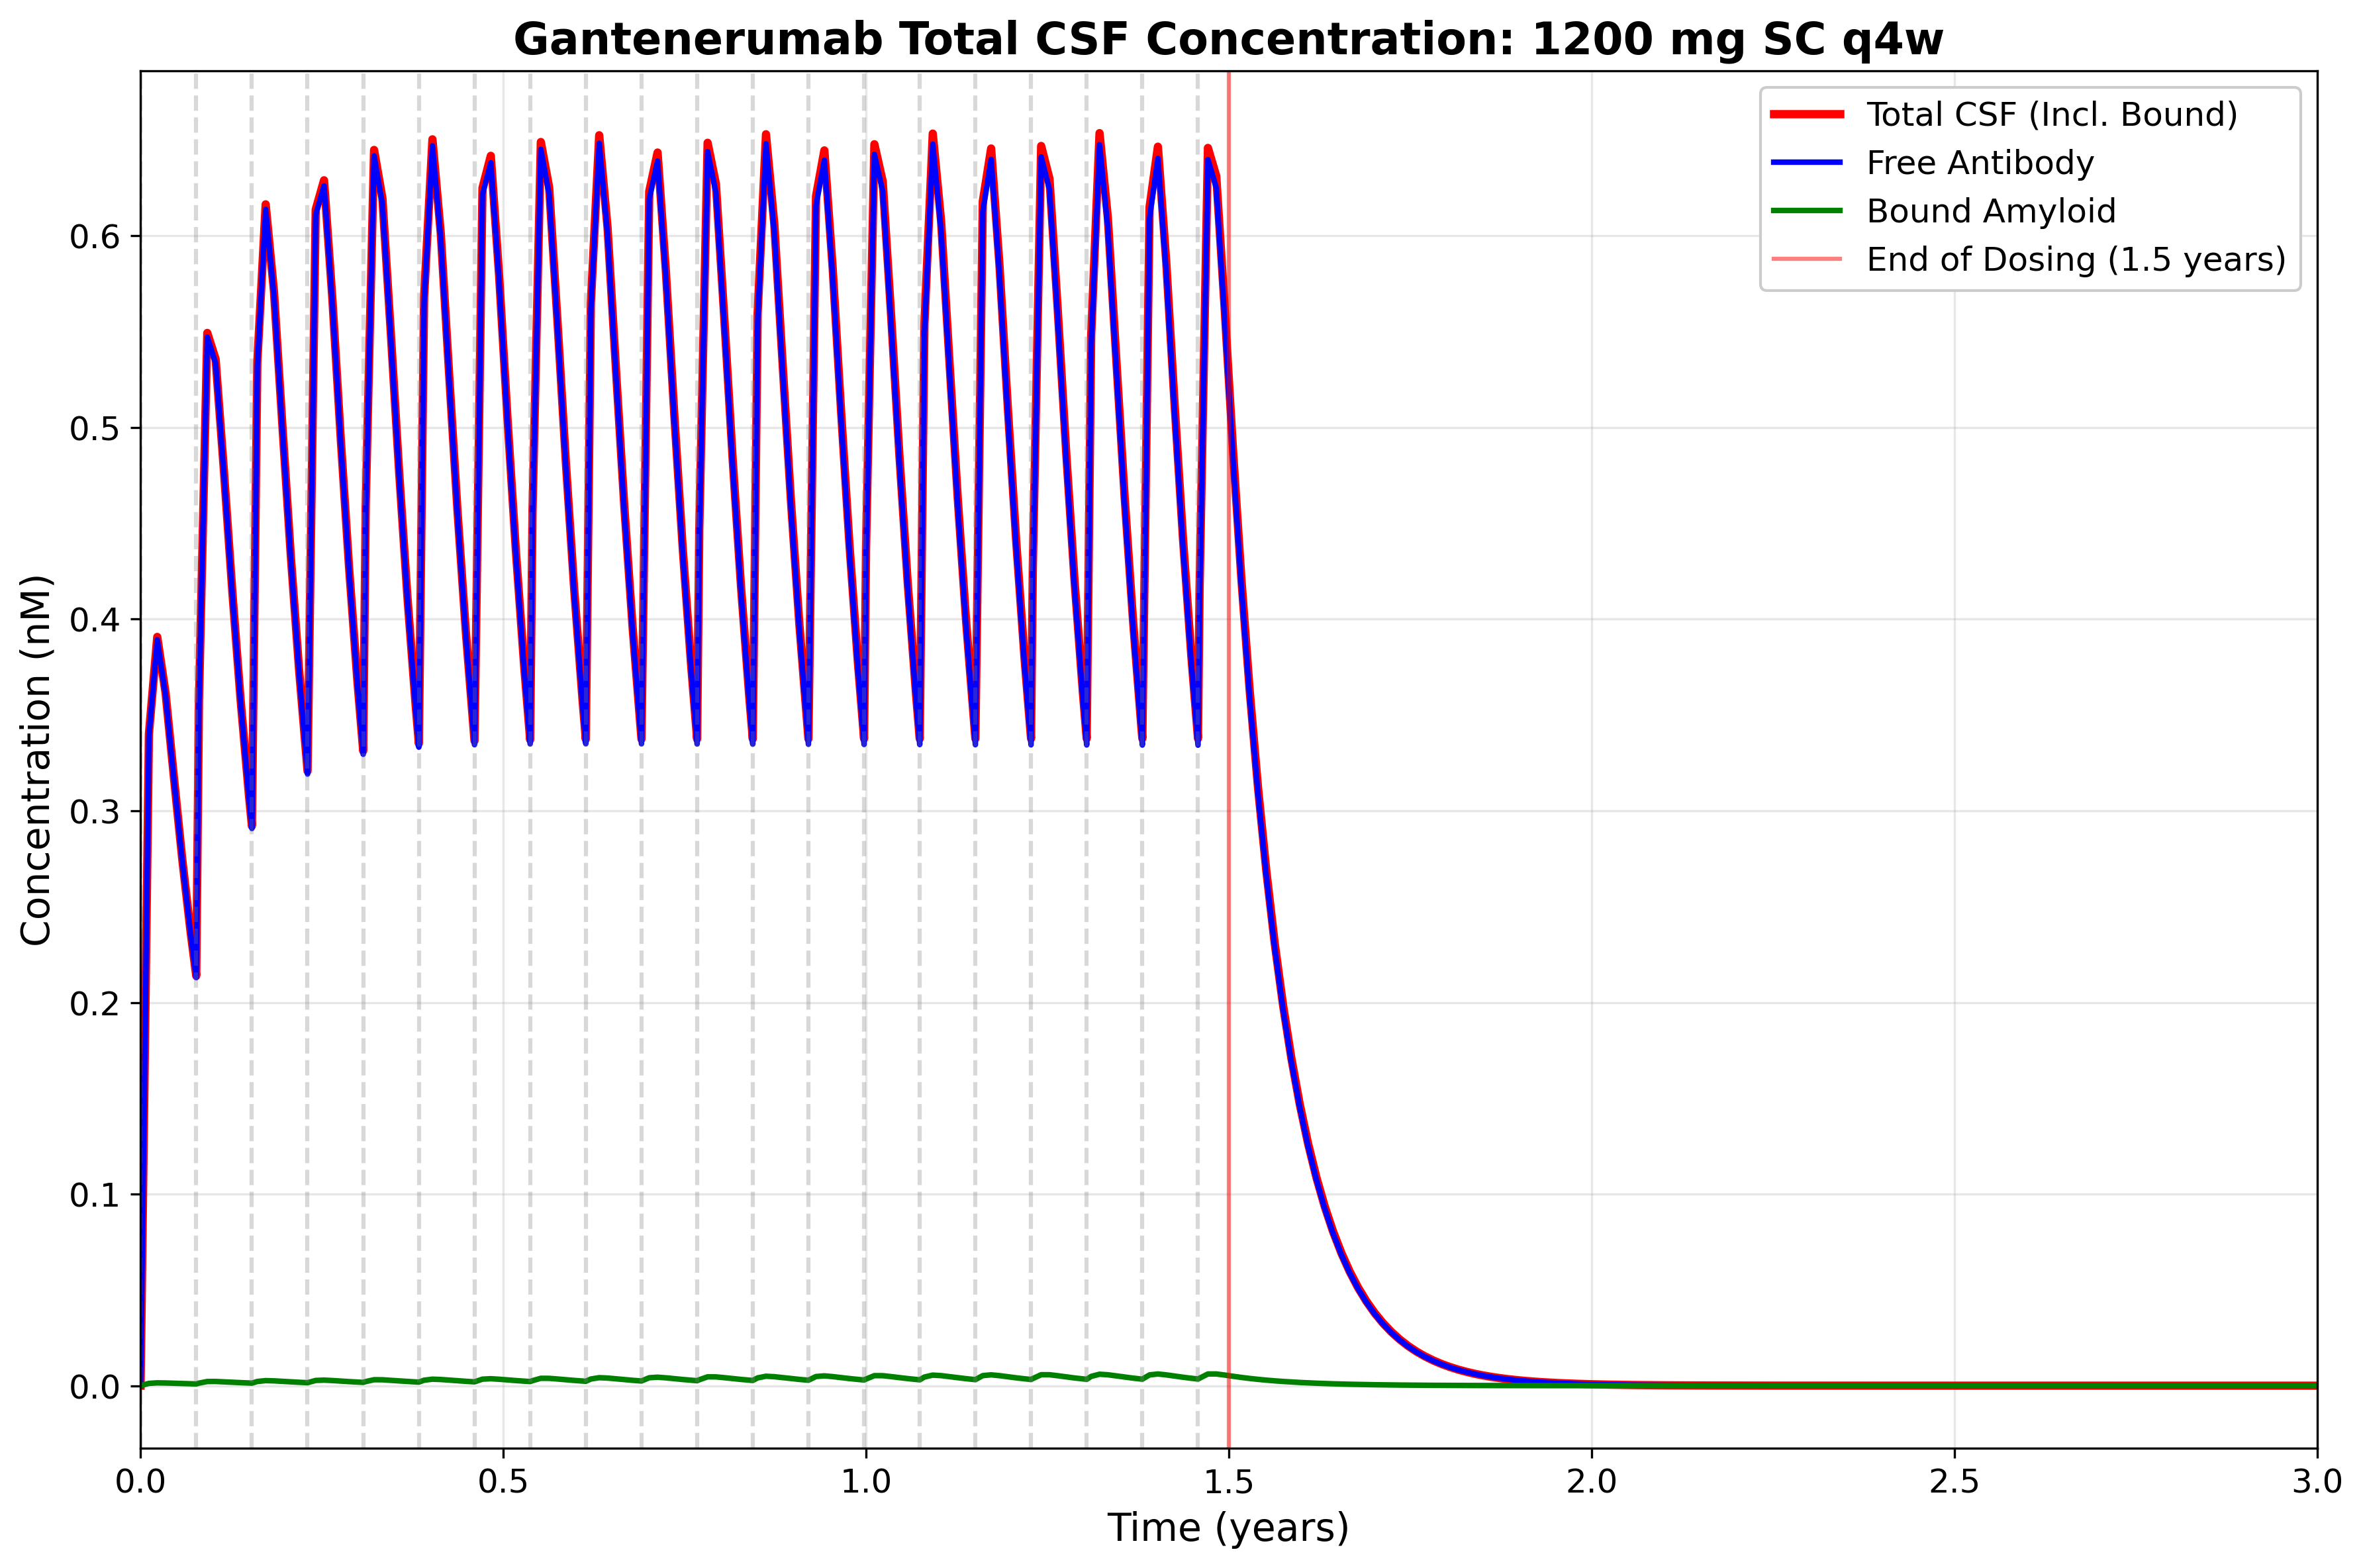 Gantenerumab Total CSF Concentration: 1200 mg SC q4w
Total CSF (Incl. Bound)
Free Antibody
Bound Amyloid
End of Dosing (1.5 years)
Concentration (nM)
0.6
0.5
0.4
0.3
0.2
0.1
0.0
0.0 0.5 1.0 1.5 2.0 2.5 3.0
Time (years)